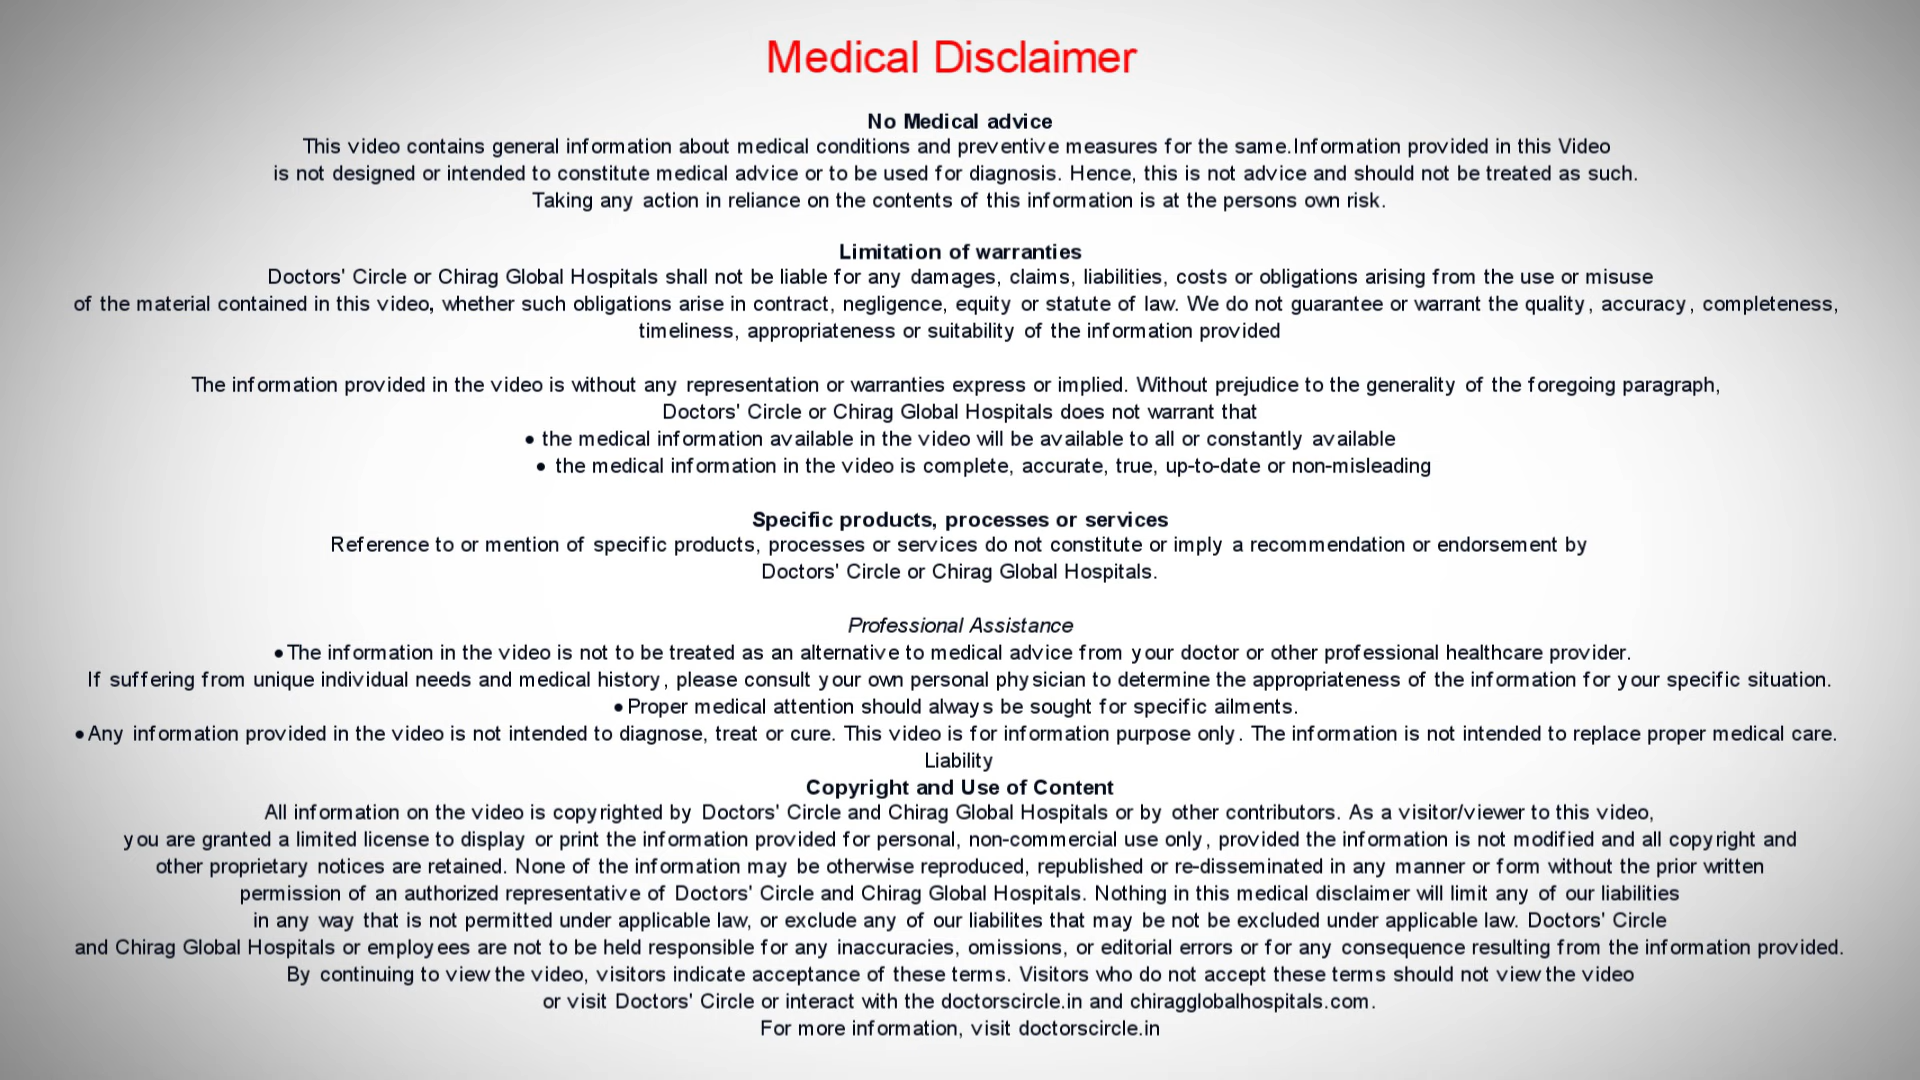 Medical Disclaimer
No Medical advice
This video contains general information about medical conditions and preventive measures for the same.Information provided in this Video
is not designed or intended to constitute medical advice or to be used for diagnosis. Hence, this is not advice and should not be treated as such.
Taking any action in reliance on the contents of this information is at the persons own risk.
Limitation of warranties
Doctors' Circle or Chirag Global Hospitals shall not be liable for any damages, claims, liabilities, costs or obligations arising from the use or misuse
of the material contained in this video, whether such obligations arise in contract, negligence, equity or statute of law. We do not guarantee or warrant the quality, accuracy, completeness,
timeliness, appropriateness or suitability of the information provided
The information provided in the video is without any representation or warranties express or implied. Without prejudice to the generality of the foregoing paragraph,
Doctors' Circle or Chirag Global Hospitals does not warrant that
• the medical information available in the video will be available to all or constantly available
• the medical information in the video is complete, accurate, true, up-to-date or non-misleading
Specific products, processes or services
Reference to or mention of specific products, processes or services do not constitute or imply a recommendation or endorsement by
Doctors' Circle or Chirag Global Hospitals.
Professional Assistance
•The information in the video is not to be treated as an alternative to medical advice from your doctor or other professional healthcare provider.
If suffering from unique individual needs and medical history, please consult your own personal physician to determine the appropriateness of the information for your specific situation.
•Proper medical attention should always be sought for specific ailments.
•Any information provided in the video is not intended to diagnose, treat or cure. This video is for information purpose only. The information is not intended to replace proper medical care.
Liability
Copyright and Use of Content
All information on the video is copyrighted by Doctors' Circle and Chirag Global Hospitals or by other contributors. As a visitor/viewer to this video,
you are granted a limited license to display or print the information provided for personal, non-commercial use only, provided the information is not modified and all copyright and
other proprietary notices are retained. None of the information may be otherwise reproduced, republished or re-disseminated in any manner or form without the prior written
permission of an authorized representative of Doctors' Circle and Chirag Global Hospitals. Nothing in this medical disclaimer will limit any of our liabilities
in any way that is not permitted under applicable law, or exclude any of our liabilites that may be not be excluded under applicable law. Doctors' Circle
and Chirag Global Hospitals or employees are not to be held responsible for any inaccuracies, omissions, or editorial errors or for any consequence resulting from the information provided.
By continuing to view the video, visitors indicate acceptance of these terms. Visitors who do not accept these terms should not view the video
or visit Doctors' Circle or interact with the doctorscircle.in and chiragglobalhospitals.com.
For more information, visit doctorscircle.in